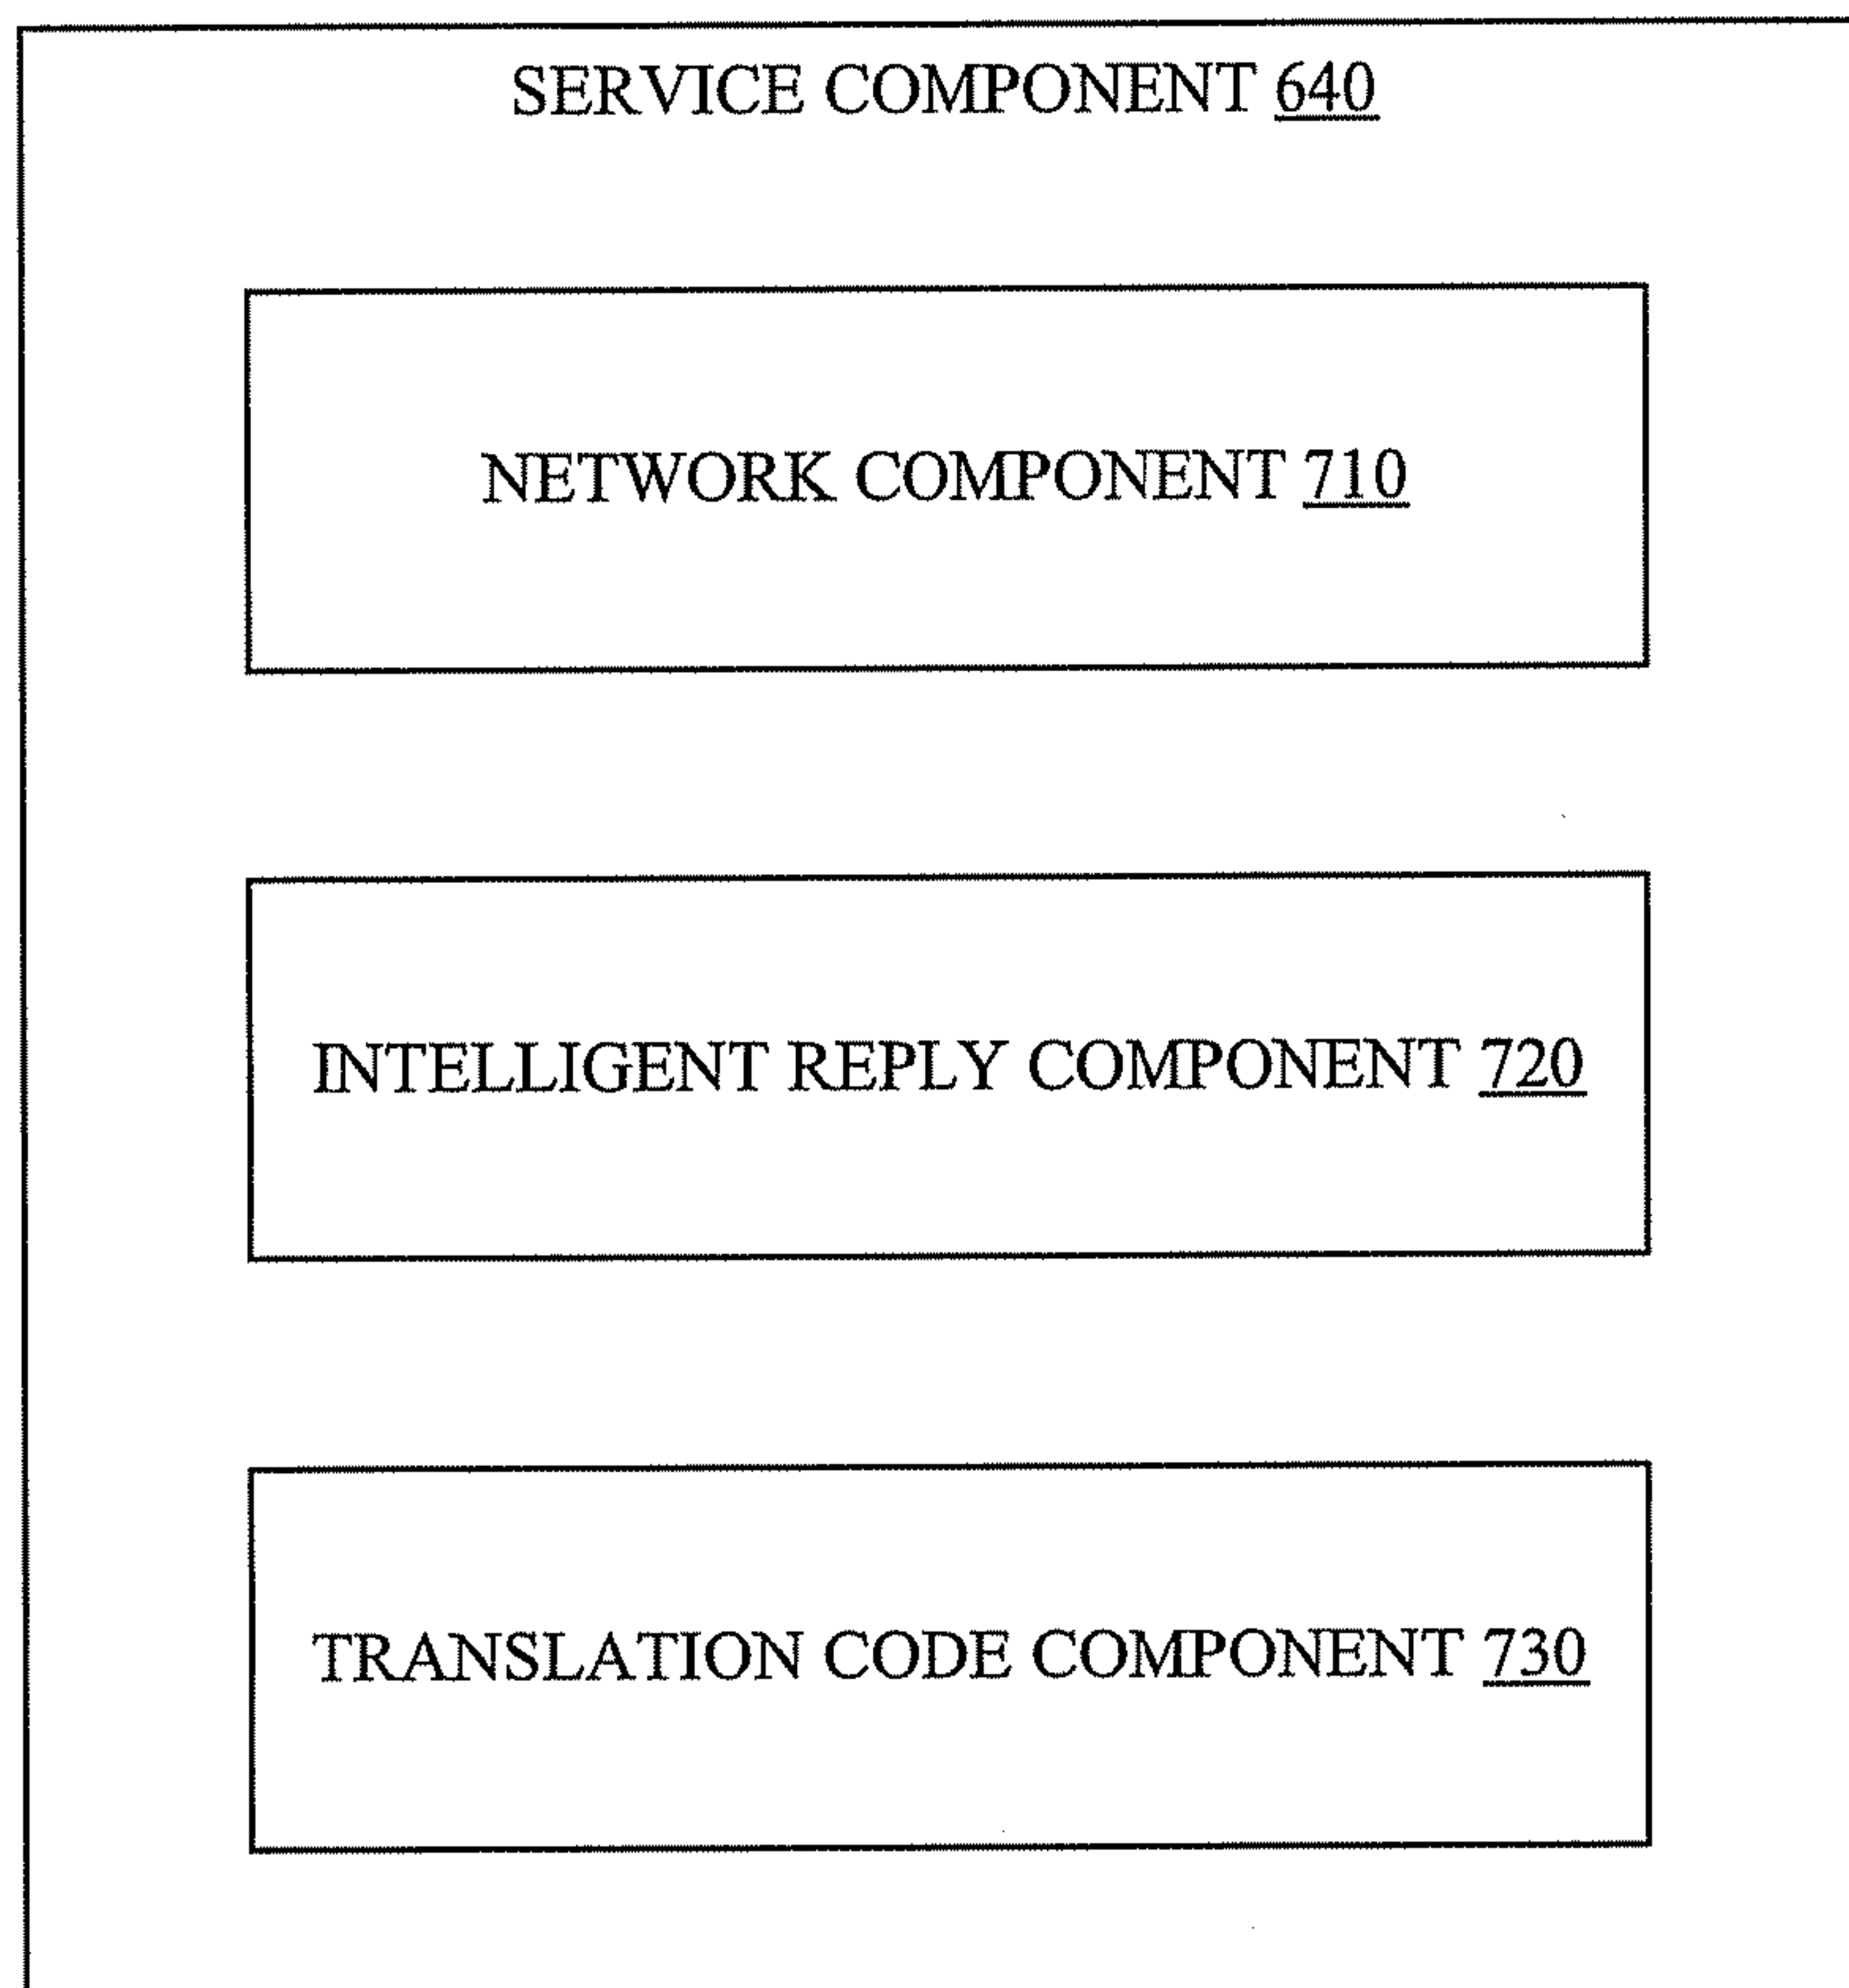 SERVICE COMPONENT 640
NETWORK COMPONENT 710
INTELLIGENT REPLY COMPONENT 720
TRANSLATION CODE COMPONENT 730